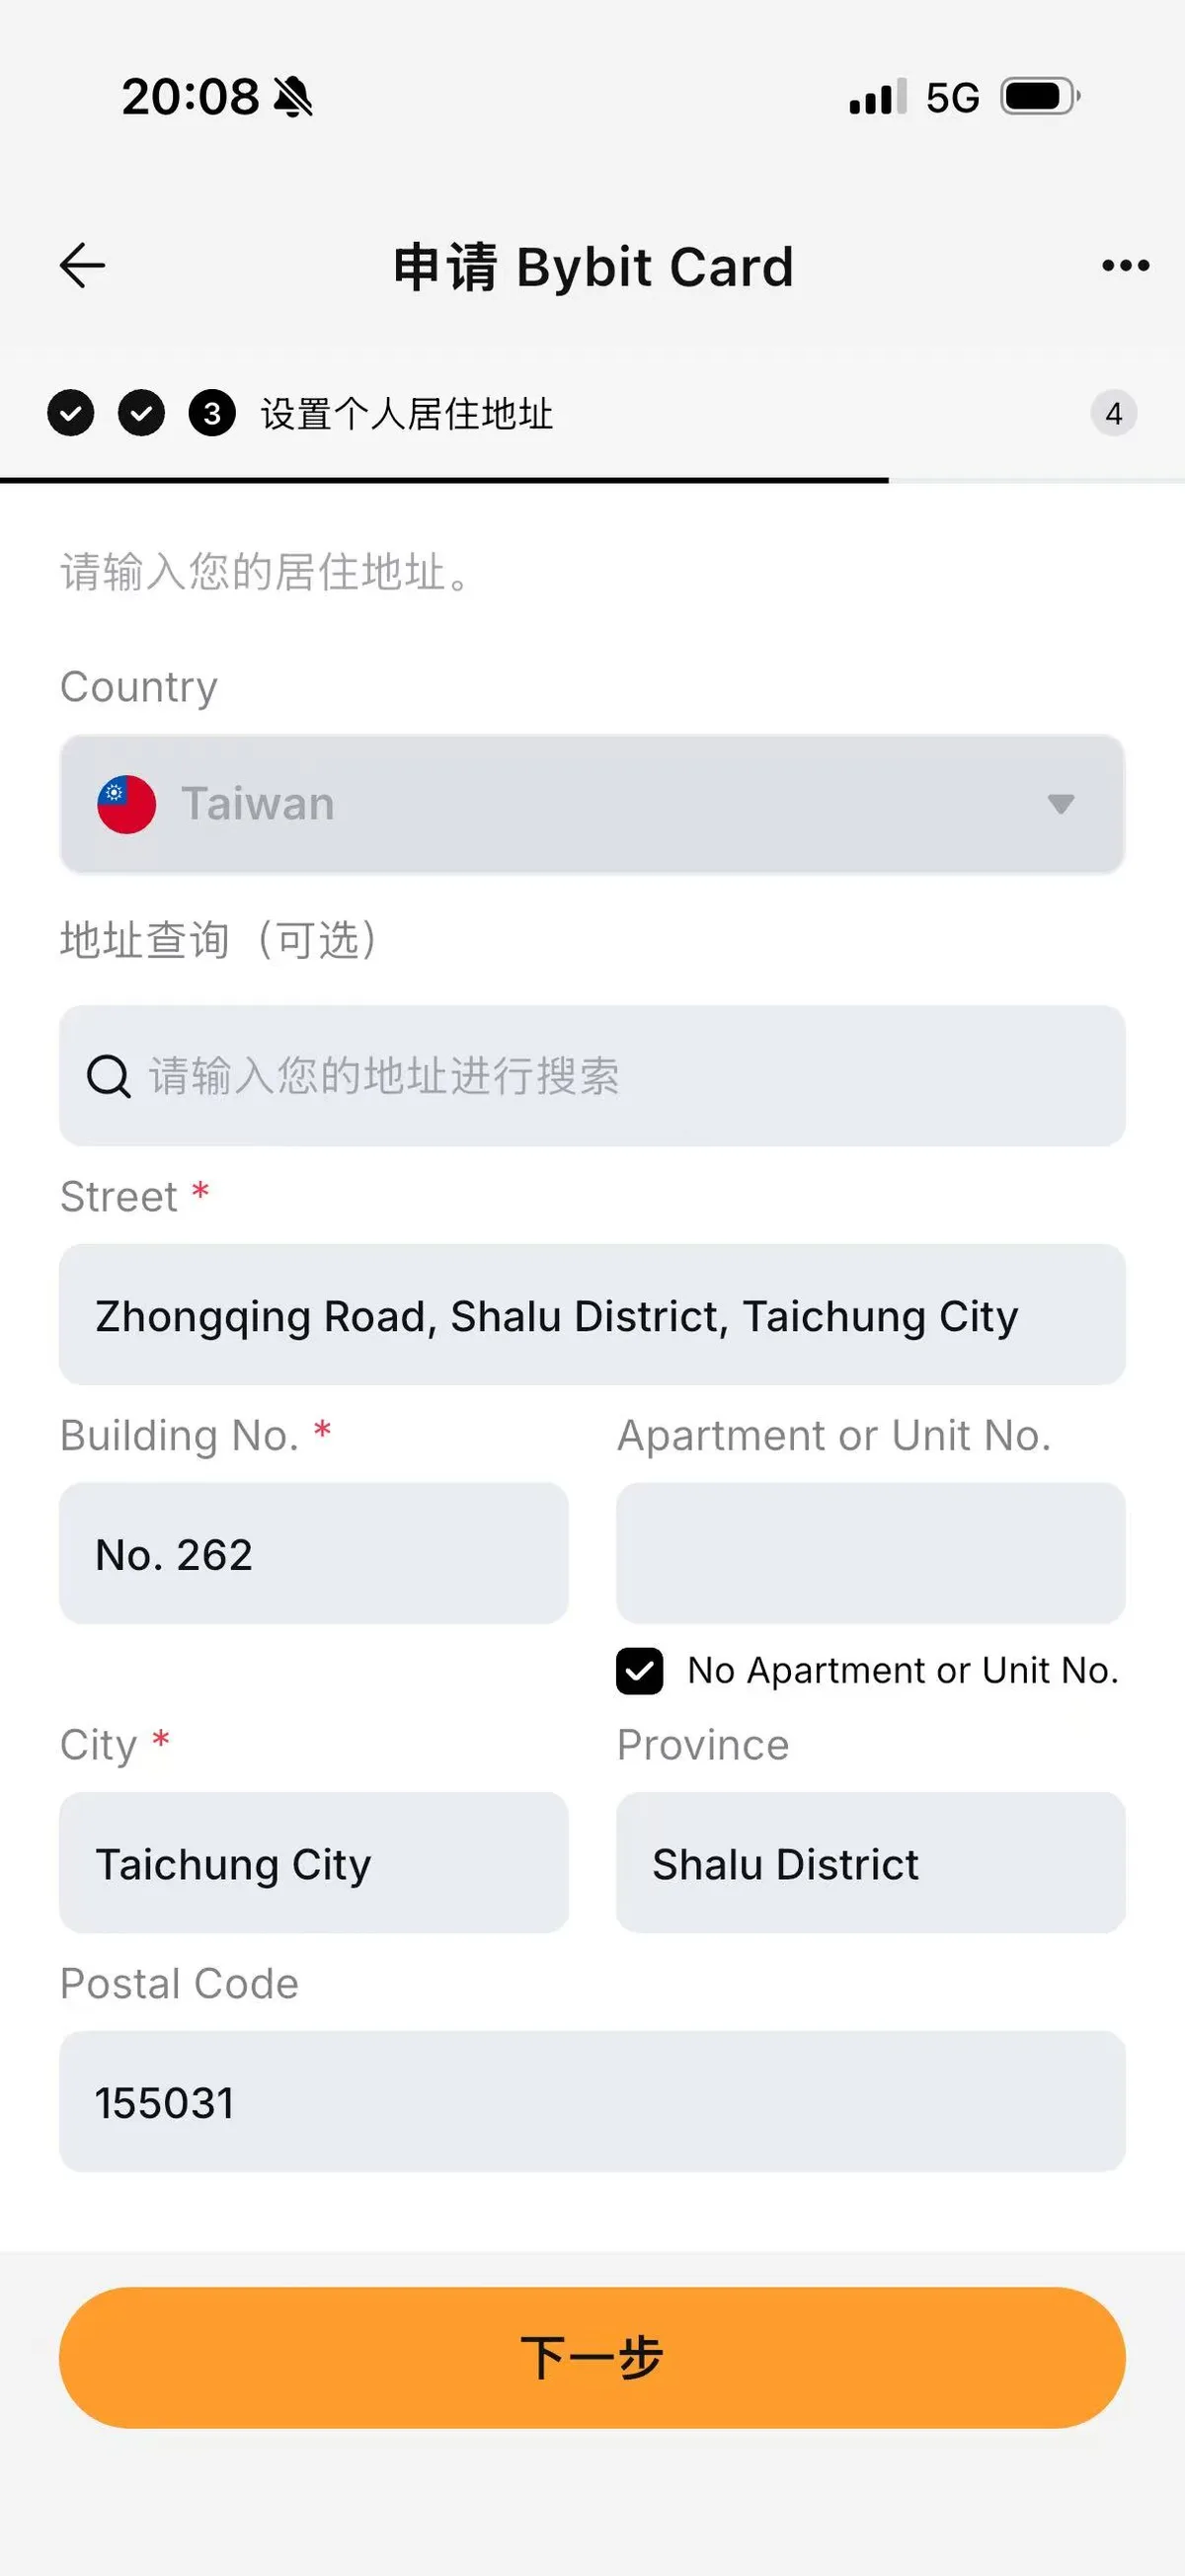 20:08
5G
申请 Bybit Card
3 设置个人居住地址 4
请输入您的居住地址。
Country
Taiwan
地址查询（可选）
请输入您的地址进行搜索
Street *
Zhongqing Road, Shalu District, Taichung City
Building No. * Apartment or Unit No.
No. 262
No Apartment or Unit No.
City * Province
Taichung City Shalu District
Postal Code
155031
下一步